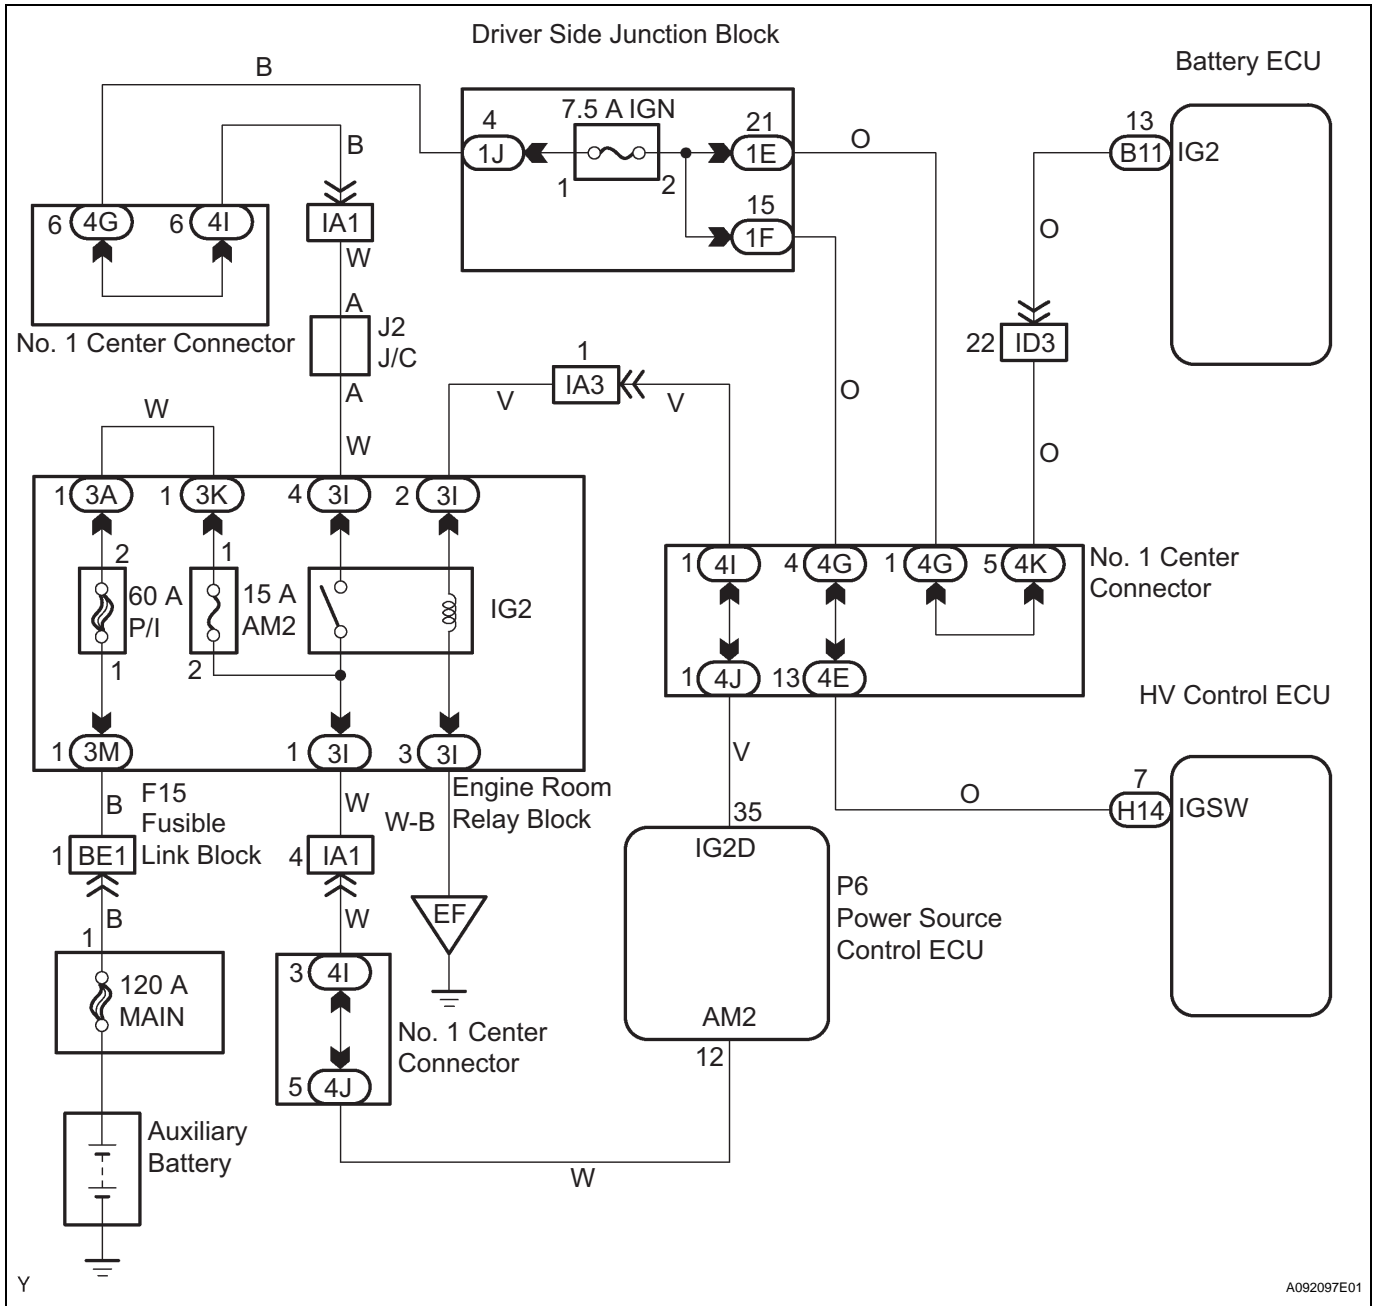 Driver Side Junction Block
Battery ECU
B
7.5 A IGN
4
21
13
1J
1E
O
B11
IG2
B
1
2
15
1F
6
4G
6
4I
IA1
W
O
A
J2
J/C
No. 1 Center Connector
22
ID3
1
IA3
A
V
V
O
W
W
O
1
3A
1
3K
4
3I
2
3I
2
1
60 A
P/I
15 A
AM2
IG2
1
4I
4
4G
1
4G
5
4K
No. 1 Center
Connector
1
2
1
4J
13
4E
HV Control ECU
1
3M
1
3I
3
3I
V
7
H14
IGSW
B
F15
Fusible
Link Block
W
W-B
Engine Room
Relay Block
O
35
IG2D
1
BE1
4
IA1
P6
Power Source
Control ECU
B
W
EF
1
120 A
MAIN
3
4I
No. 1 Center
Connector
AM2
12
5
4J
Auxiliary
Battery
W
Y
A092097E01